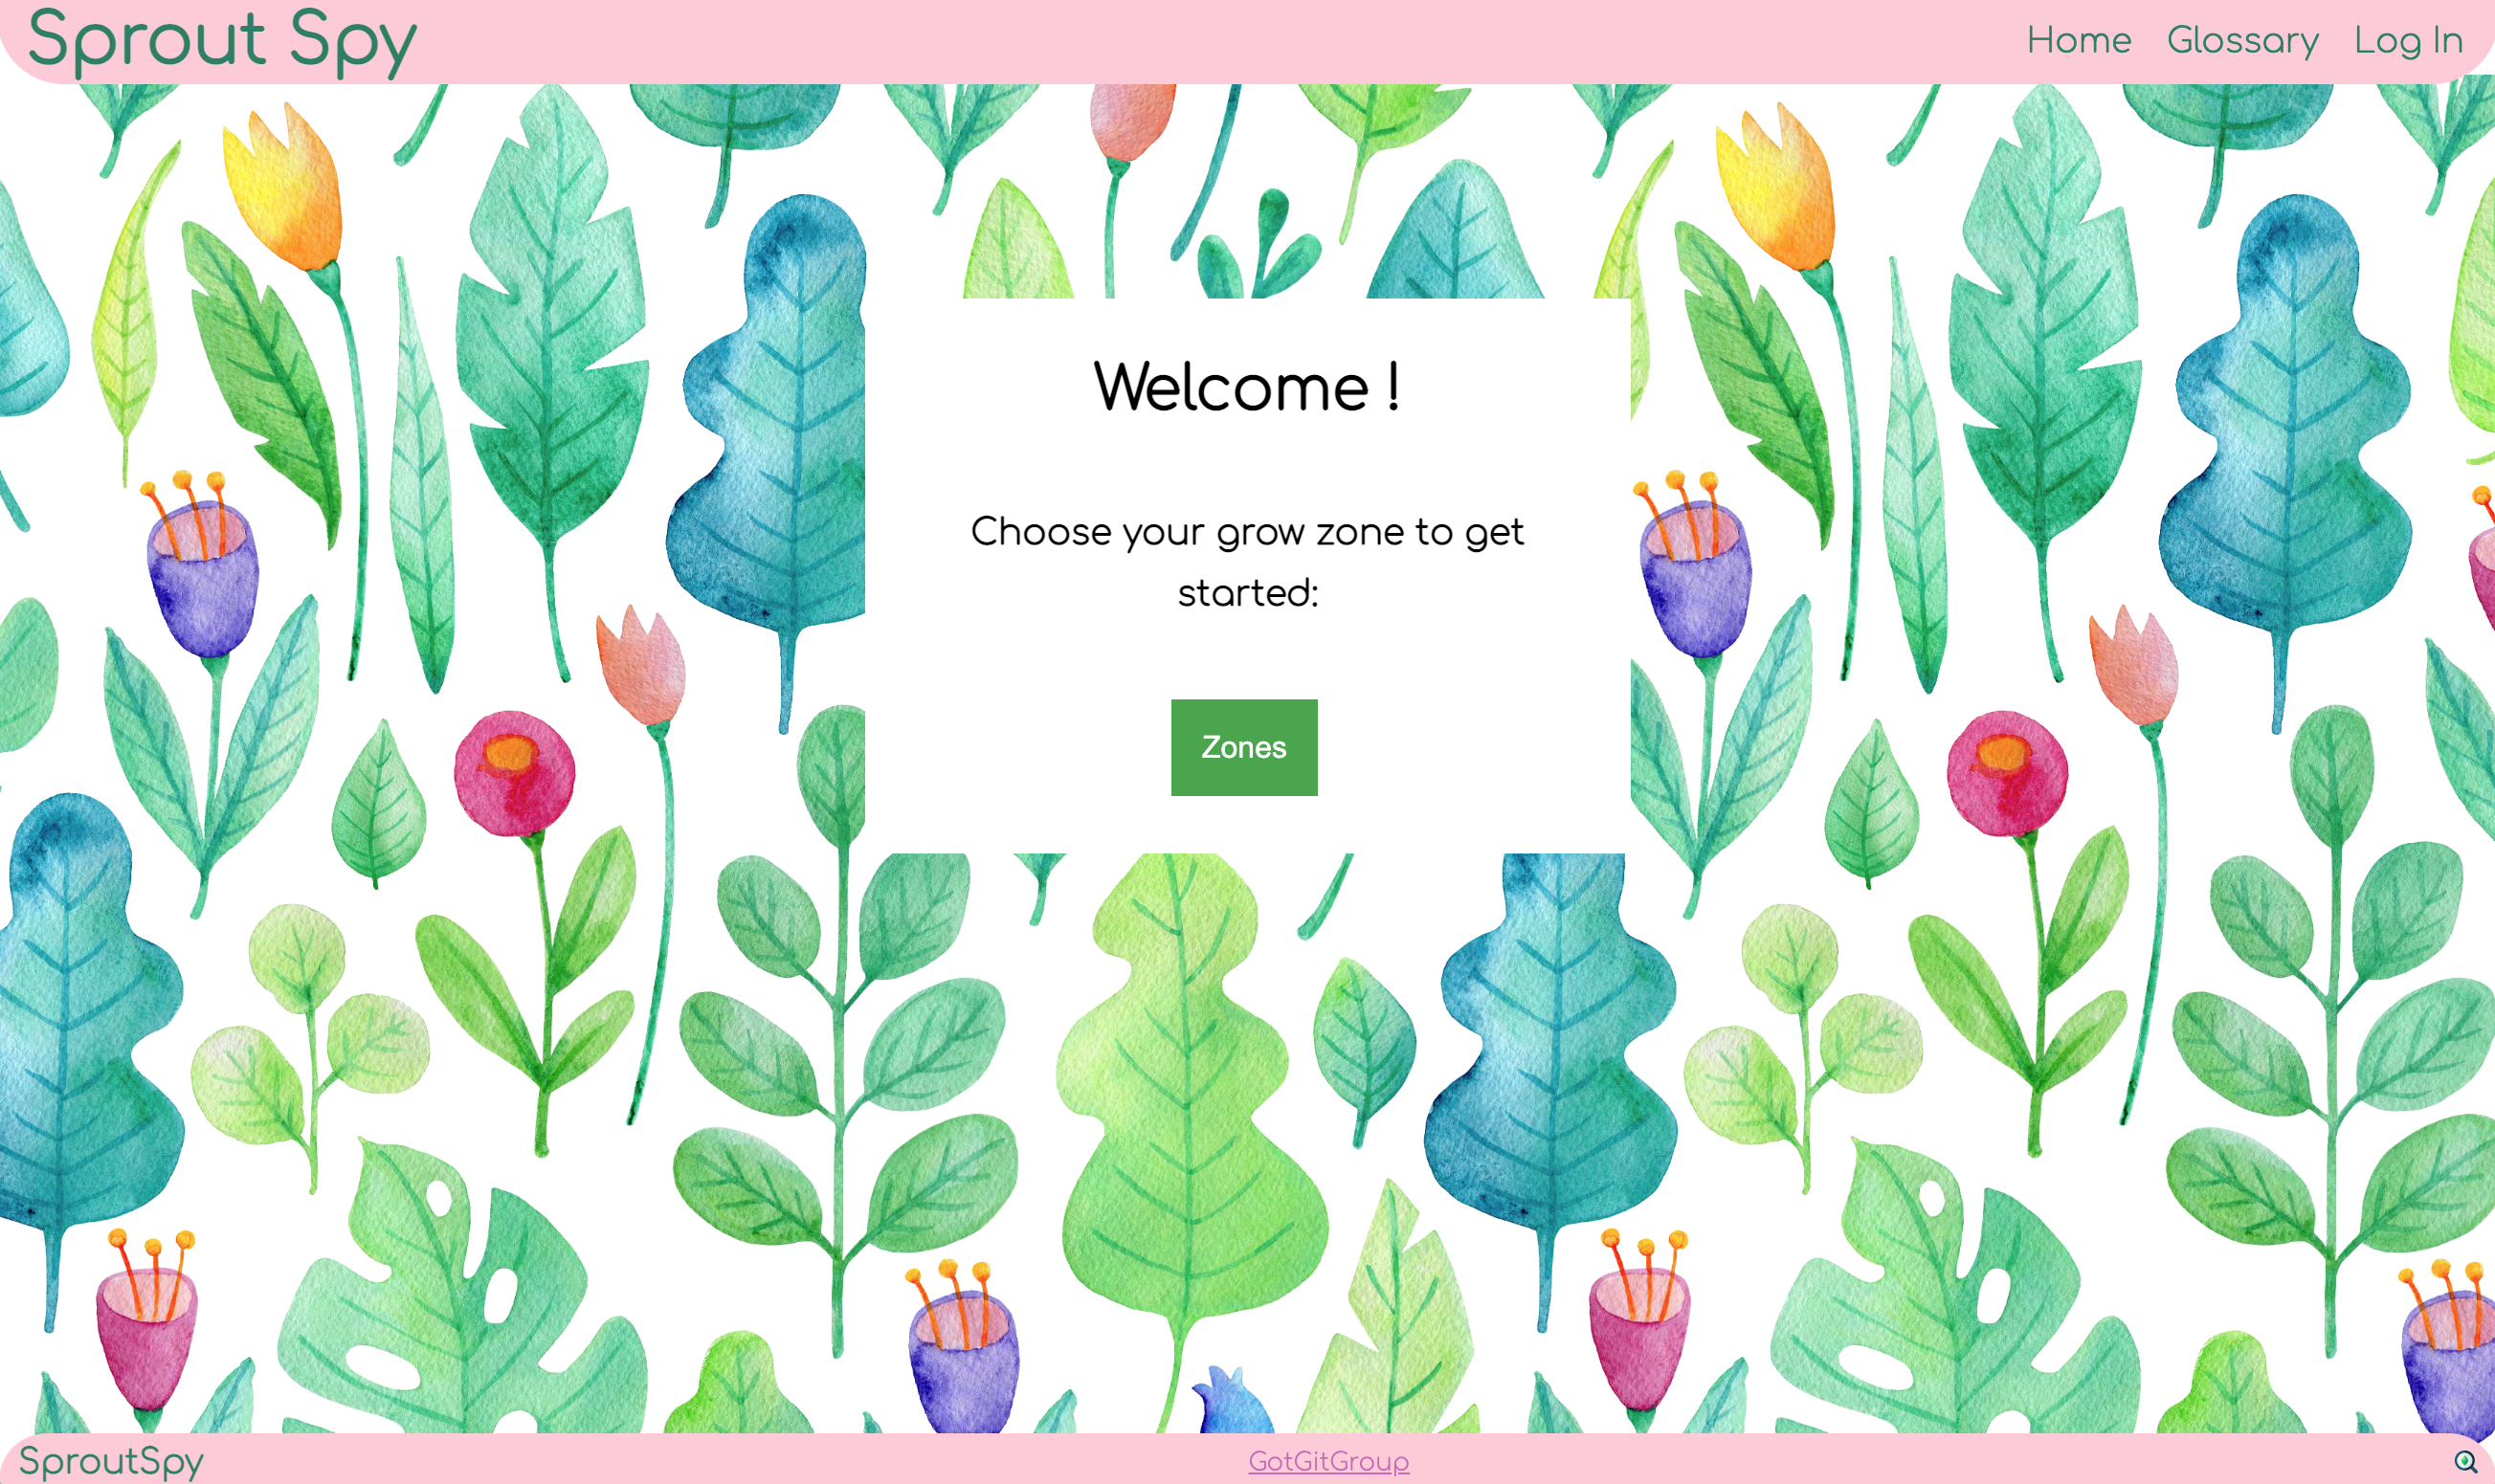 Sprout Spy
Home Glossary Log In
Welcome !
Choose your grow zone to get
started:
Zones
SproutSpy
GotGitGroup